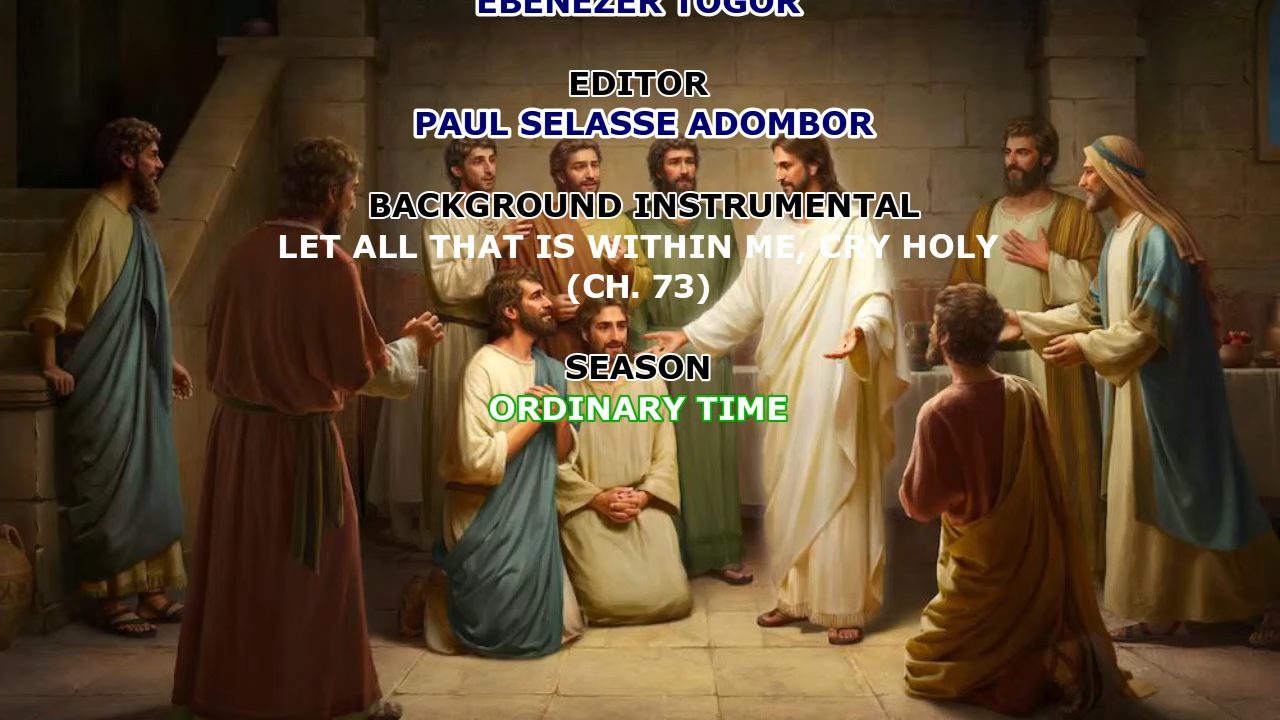 EBENEZER TOGOR
EDITOR
PAUL SELASSE ADOMBOR
BACKGROUND INSTRUMENTAL
LET ALL THAT IS WITHIN ME, CRY HOLY
(CH. 73)
SEASON
ORDINARY TIME